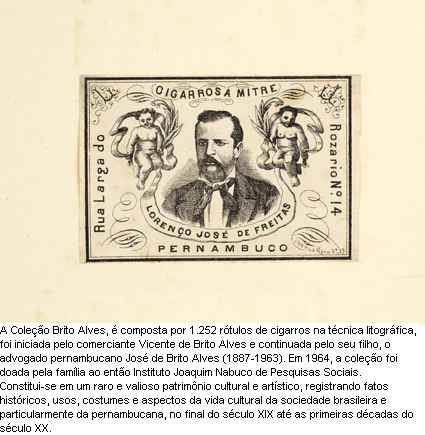 CIGARROS A MITRE
Rua Larga do
Rozario Nº 14
LORENÇO JOSÉ DE FREITAS
PERNAMBUCO
A Coleção Brito Alves, é composta por 1.252 rótulos de cigarros na técnica litográfica,
foi iniciada pelo comerciante Vicente de Brito Alves e continuada pelo seu filho, o
advogado pernambucano José de Brito Alves (1887-1963). Em 1964, a coleção foi
doada pela família ao então Instituto Joaquim Nabuco de Pesquisas Sociais.
Constitui-se em um raro e valioso patrimônio cultural e artístico, registrando fatos
históricos, usos, costumes e aspectos da vida cultural da sociedade brasileira e
particularmente da pernambucana, no final do século XIX até as primeiras décadas do
século XX.